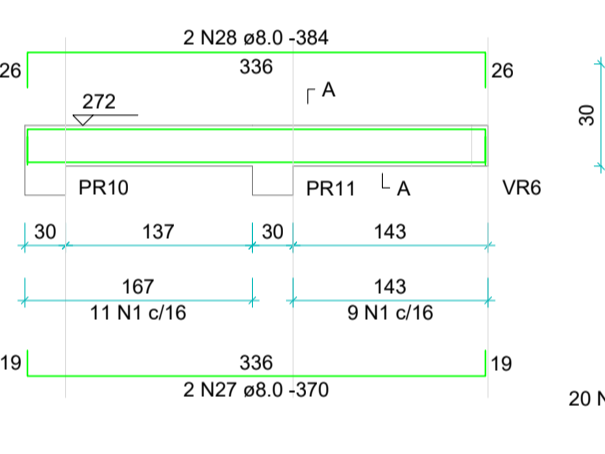 2 N28 ø8.0 -384
26 336 26
272 A
30
PR10 PR11 A VR6
30 137 30 143
167 143
11 N1 c/16 9 N1 c/16
19 336 19
2 N27 ø8.0 -370
20 N